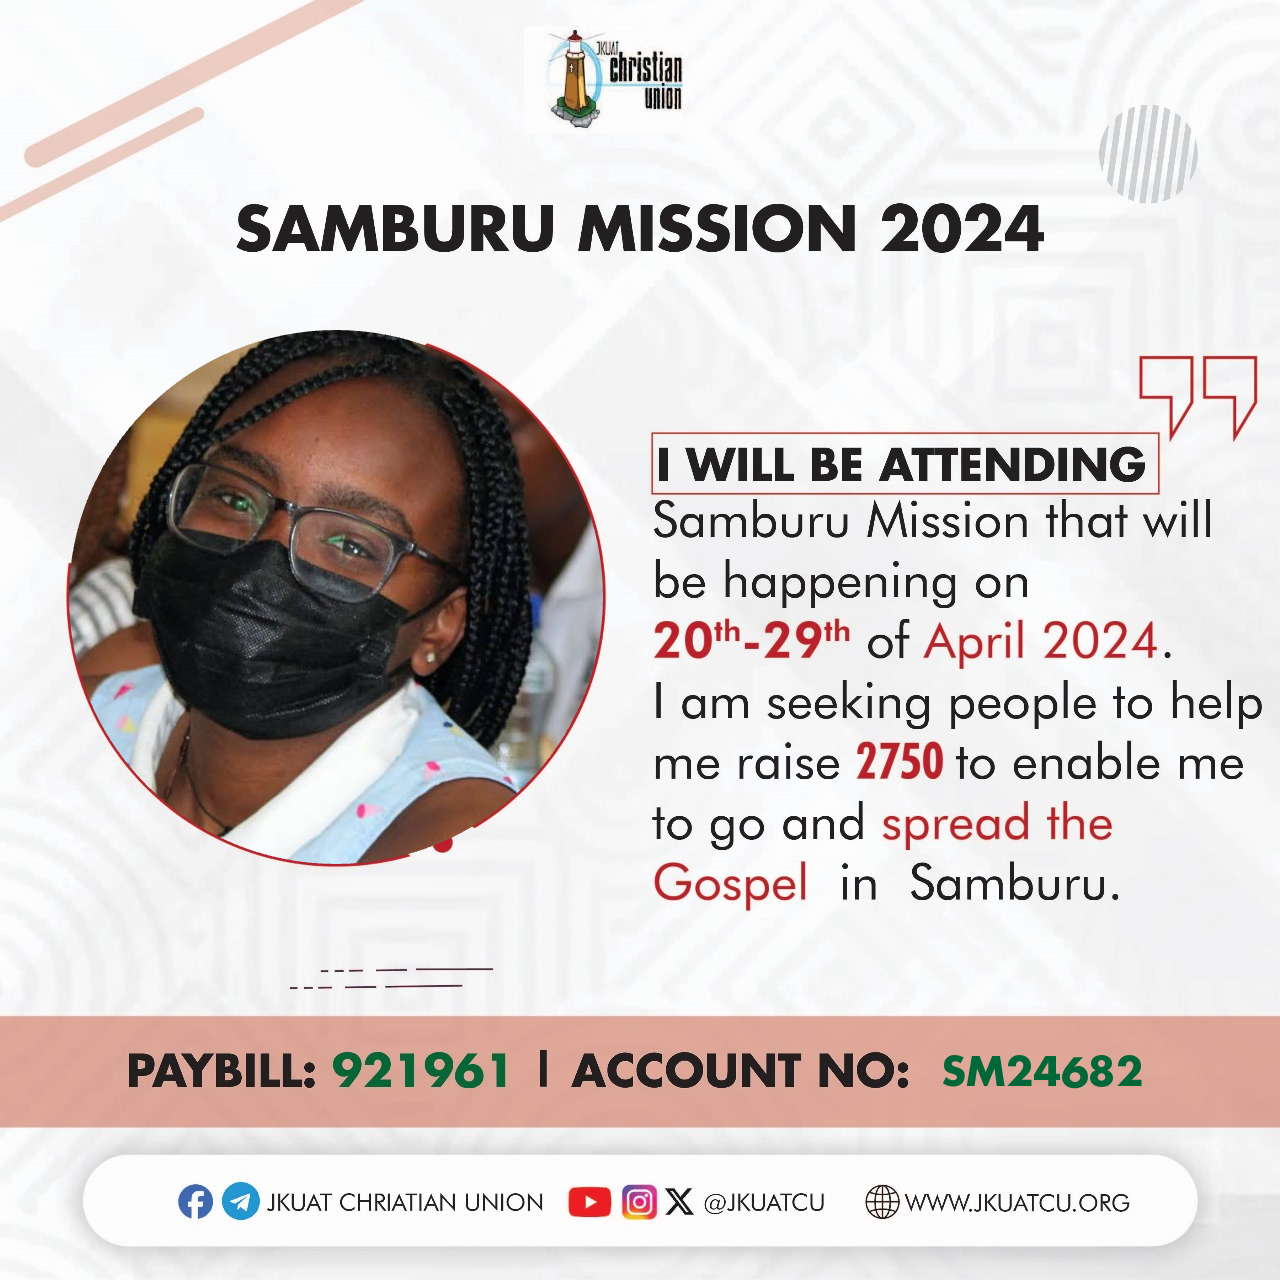 JKUAT
christian
union
SAMBURU MISSION 2024
I WILL BE ATTENDING
Samburu Mission that will
be happening on
20th-29th of April 2024.
I am seeking people to help
me raise 2750 to enable me
to go and spread the
Gospel in Samburu.
PAYBILL: 921961 | ACCOUNT NO: SM24682
JKUAT CHRIATIAN UNION @JKUATCU WWW.JKUATCU.ORG